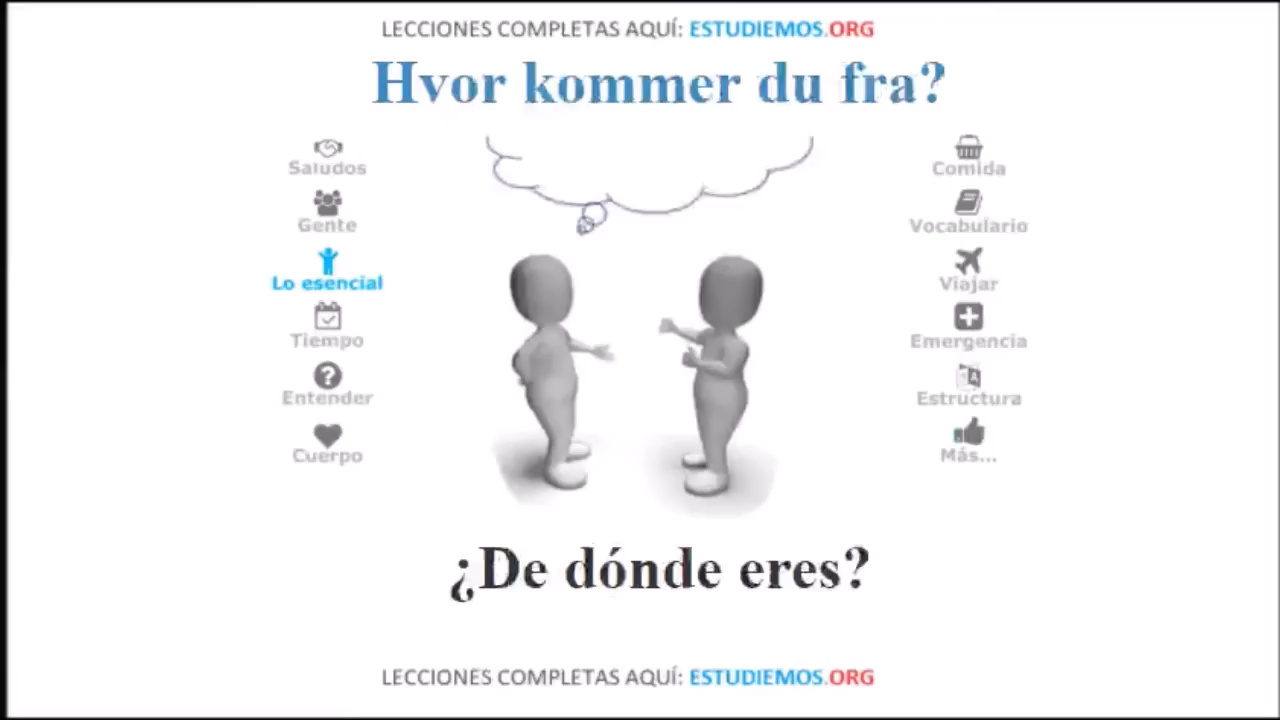 LECCIONES COMPLETAS AQUÍ: ESTUDIEMOS.ORG
Hvor kommer du fra?
Saludos
Gente
Lo esencial
Tiempo
Entender
Cuerpo
Comida
Vocabulario
Viajar
Emergencia
Estructura
Más...
¿De dónde eres?
LECCIONES COMPLETAS AQUÍ: ESTUDIEMOS.ORG